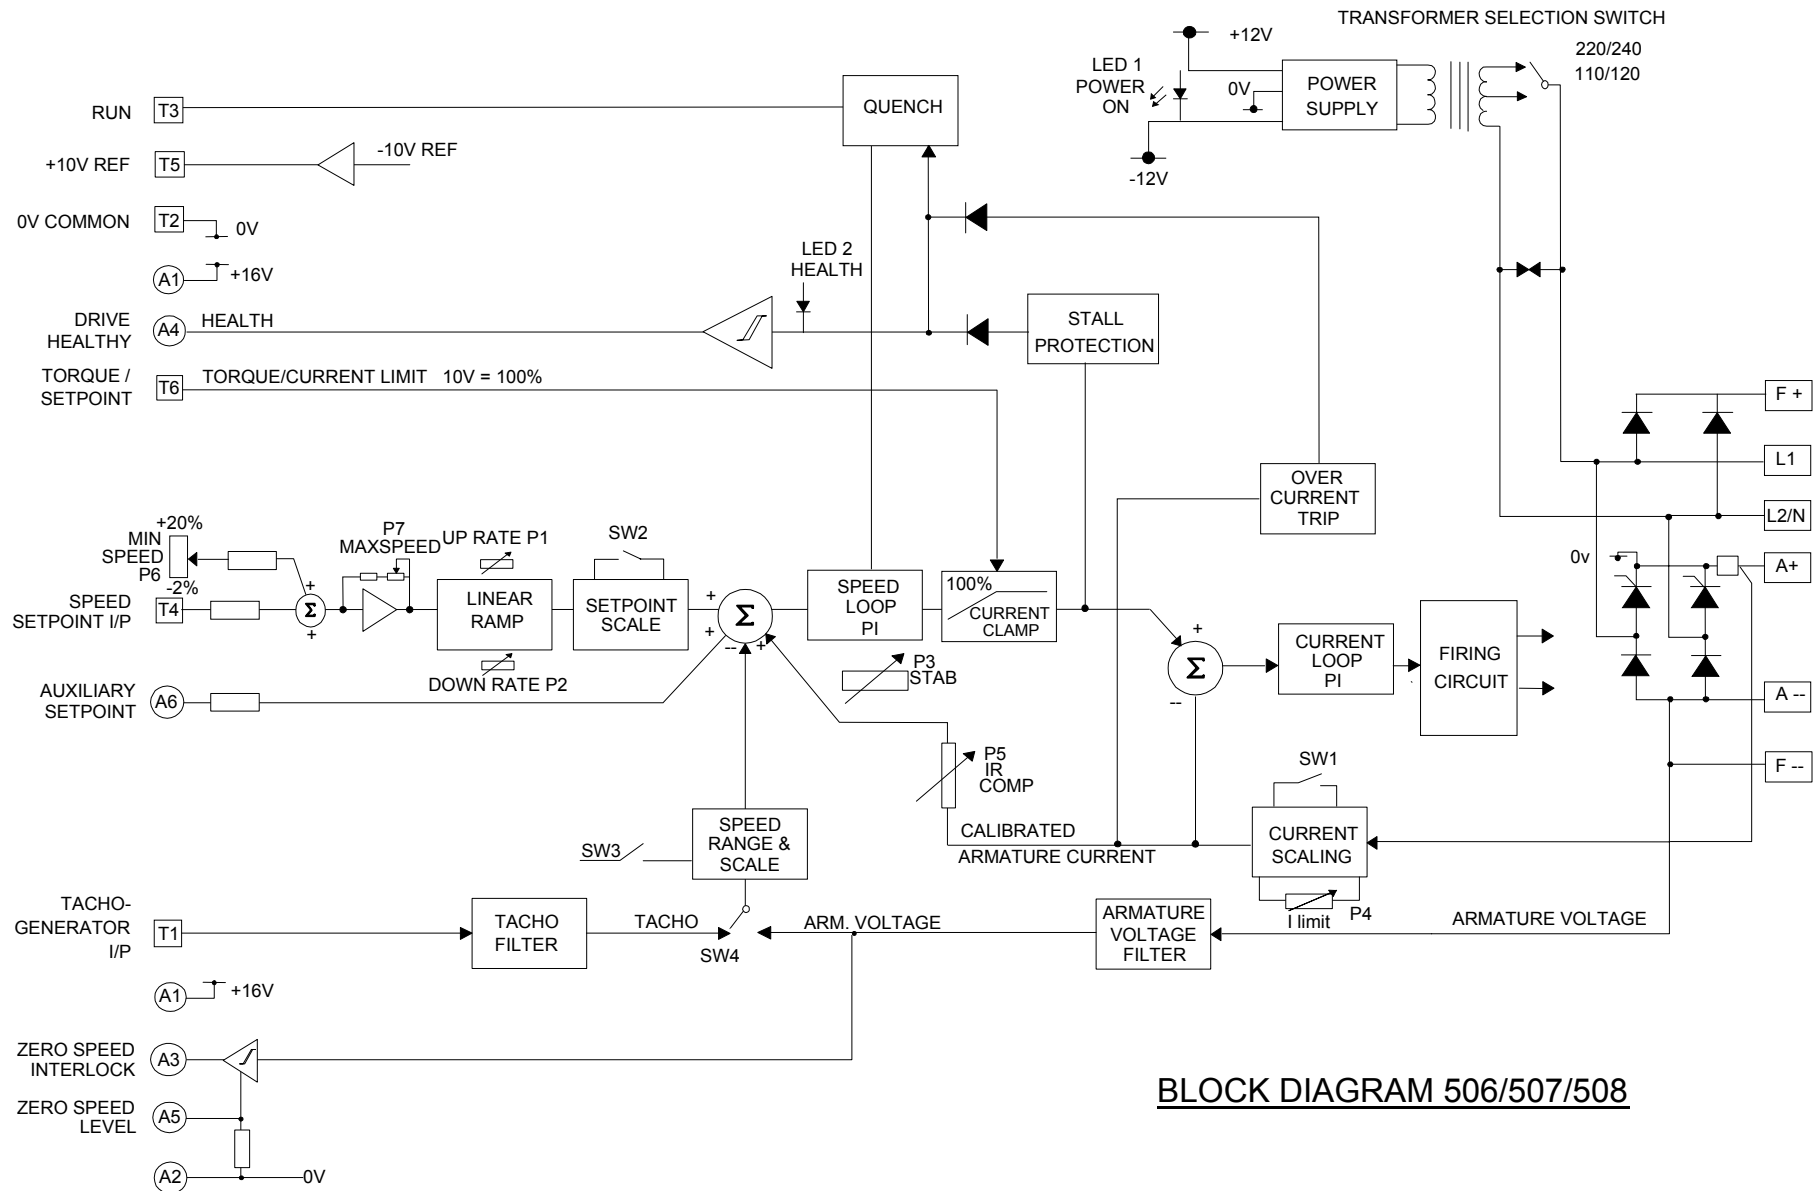 TRANSFORMER SELECTION SWITCH
220/240
110/120
+12V
LED 1
POWER
ON
0V
POWER
SUPPLY
-12V
RUN
T3
QUENCH
+10V REF
T5
-10V REF
0V COMMON
T2
0V
A1
+16V
LED 2
HEALTH
DRIVE
HEALTHY
A4
HEALTH
STALL
PROTECTION
TORQUE /
SETPOINT
T6
TORQUE/CURRENT LIMIT 10V = 100%
F +
L1
L2/N
OVER
CURRENT
TRIP
+20%
MIN
SPEED
P6
-2%
P7
MAXSPEED
UP RATE P1
SW2
0v
A+
SPEED
SETPOINT I/P
T4
+
Σ
+
LINEAR
RAMP
SETPOINT
SCALE
+
+
--
+
Σ
SPEED
LOOP
PI
100%
CURRENT
CLAMP
+
Σ
--
CURRENT
LOOP
PI
FIRING
CIRCUIT
P3
STAB
DOWN RATE P2
AUXILIARY
SETPOINT
A6
A --
P5
IR
COMP
SW1
F --
SPEED
RANGE &
SCALE
SW3
CALIBRATED
ARMATURE CURRENT
CURRENT
SCALING
I limit
P4
TACHO-
GENERATOR
I/P
T1
TACHO
FILTER
TACHO
SW4
ARM. VOLTAGE
ARMATURE
VOLTAGE
FILTER
ARMATURE VOLTAGE
A1
+16V
ZERO SPEED
INTERLOCK
A3
ZERO SPEED
LEVEL
A5
A2
0V
BLOCK DIAGRAM 506/507/508